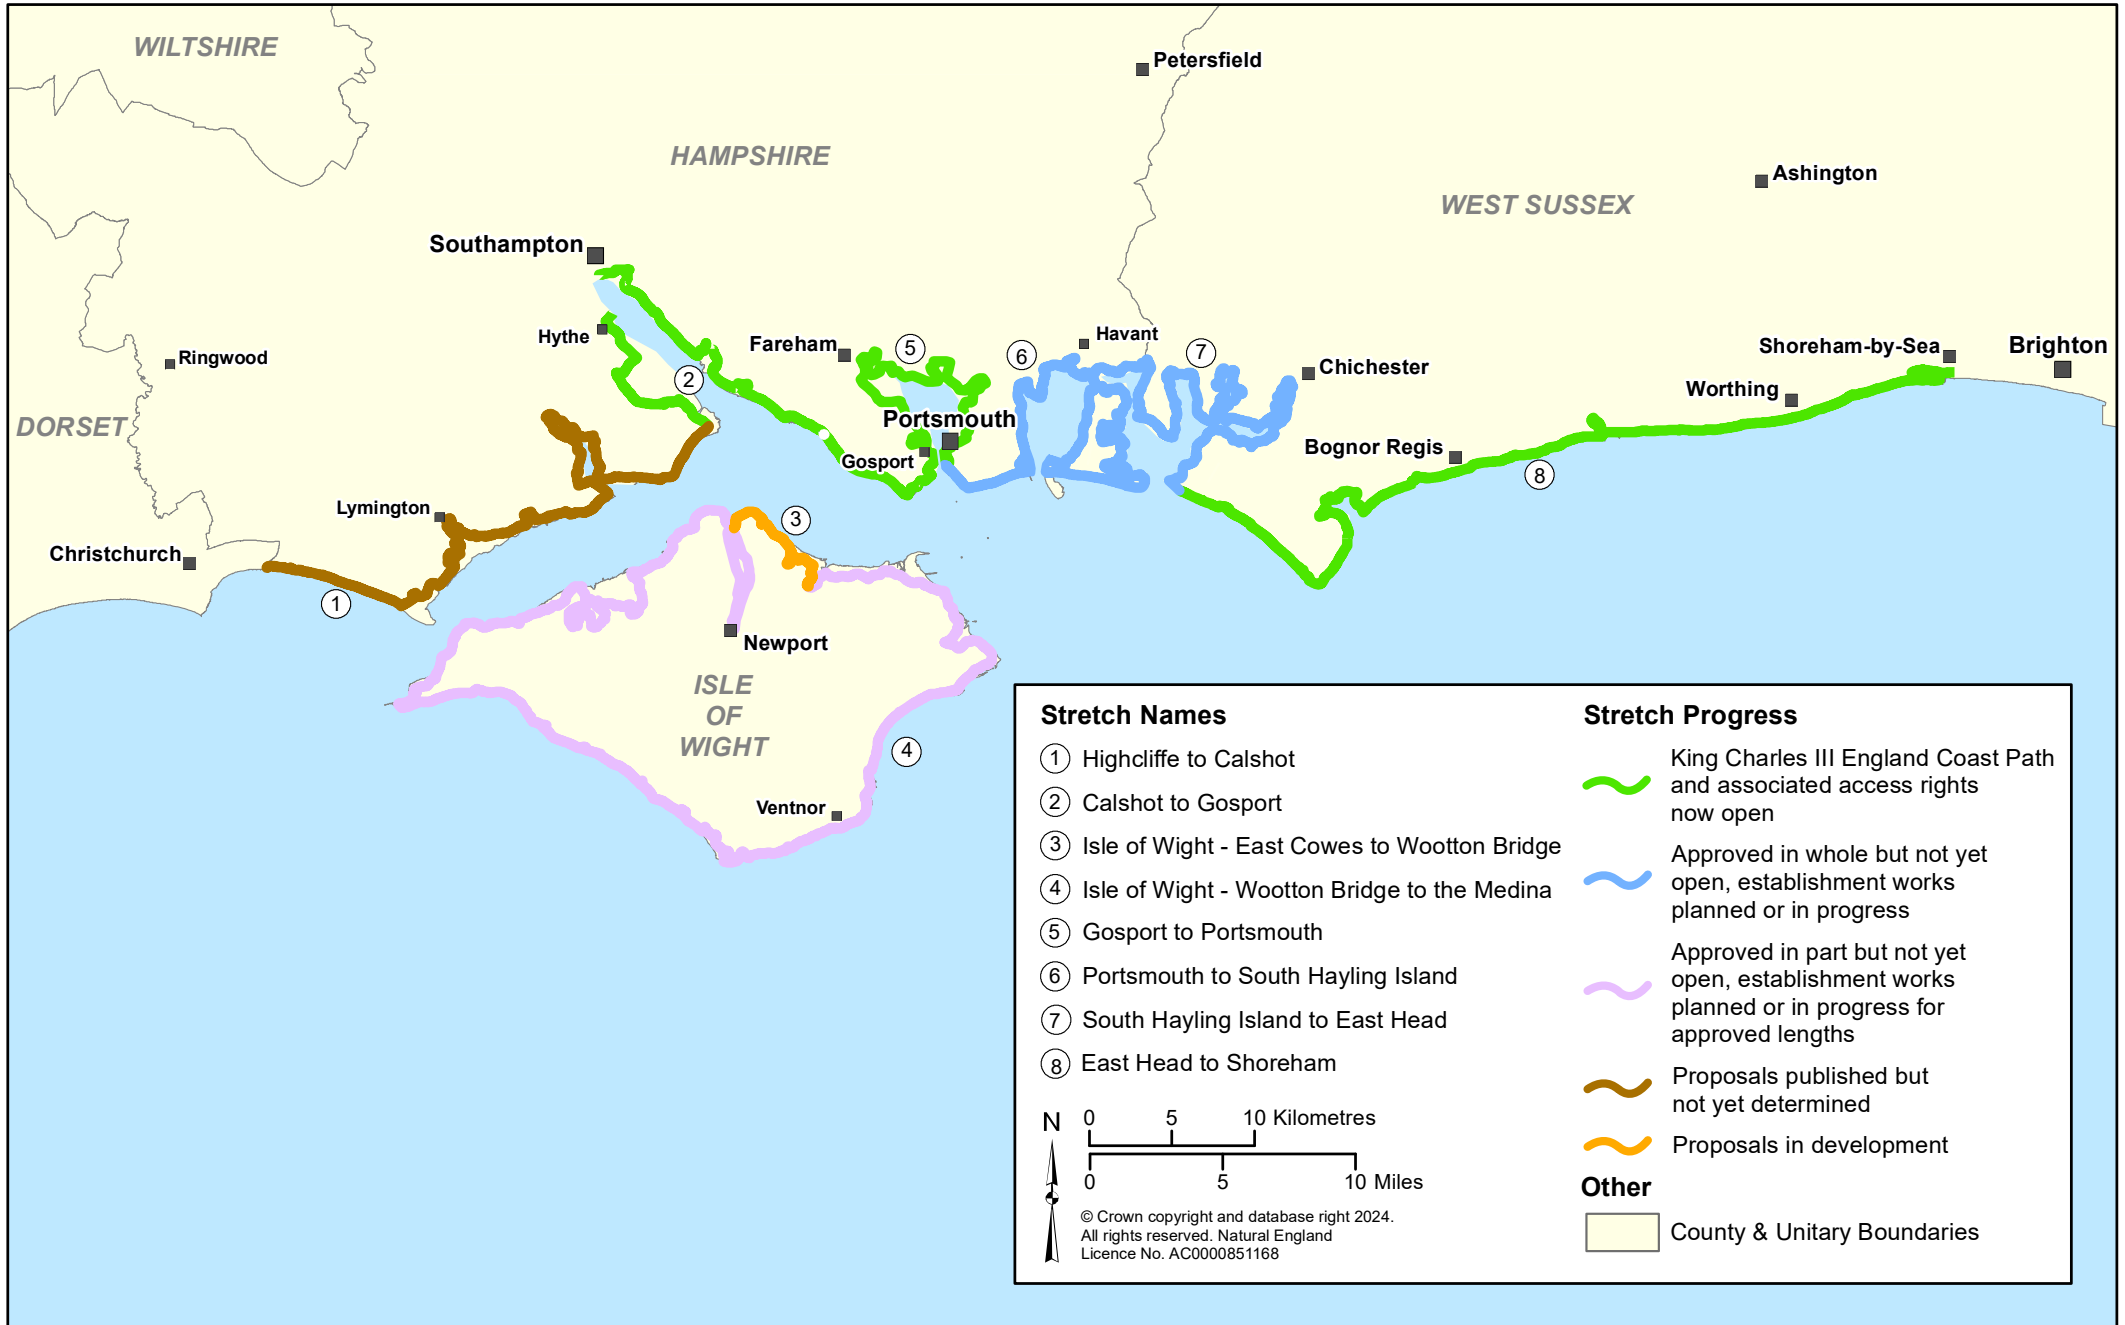 WILTSHIRE
Petersfield
HAMPSHIRE
Ashington
WEST SUSSEX
Southampton
Hythe
Ringwood
DORSET
Fareham
5
6
Havant
7
Chichester
2
Portsmouth
Gosport
Shoreham-by-Sea
Brighton
Worthing
Bognor Regis
8
Lymington
Christchurch
1
3
Newport
ISLE
OF
WIGHT
4
Ventnor
Stretch Names
1 Highcliffe to Calshot
2 Calshot to Gosport
3 Isle of Wight - East Cowes to Wootton Bridge
4 Isle of Wight - Wootton Bridge to the Medina
5 Gosport to Portsmouth
6 Portsmouth to South Hayling Island
7 South Hayling Island to East Head
8 East Head to Shoreham
N
0 5 10 Kilometres
0 5 10 Miles
© Crown copyright and database right 2024.
All rights reserved. Natural England
Licence No. AC0000851168
Stretch Progress
King Charles III England Coast Path
and associated access rights
now open
Approved in whole but not yet
open, establishment works
planned or in progress
Approved in part but not yet
open, establishment works
planned or in progress for
approved lengths
Proposals published but
not yet determined
Proposals in development
Other
County & Unitary Boundaries